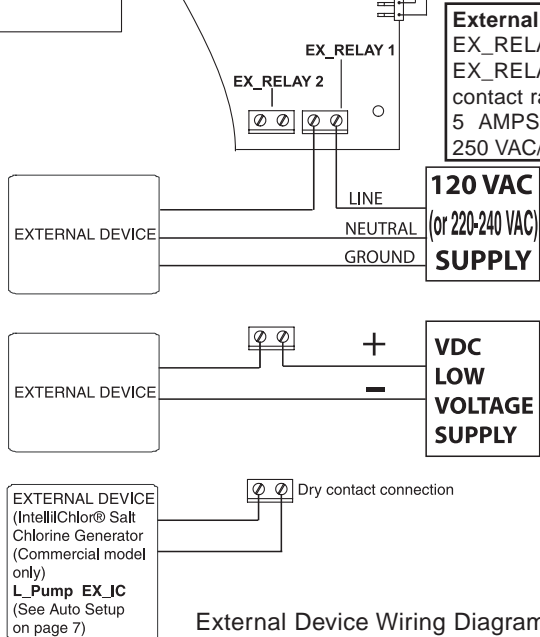 EX_RELAY 1
EX_RELAY 2
External
EX_RELA
EX_RELA
contact ra
5 AMPS
250 VAC/
EXTERNAL DEVICE
LINE
NEUTRAL
GROUND
120 VAC
(or 220-240 VAC)
SUPPLY
EXTERNAL DEVICE
+
–
VDC
LOW
VOLTAGE
SUPPLY
EXTERNAL DEVICE
(IntelliChlor® Salt
Chlorine Generator
(Commercial model
only)
L_Pump EX_IC
(See Auto Setup
on page 7)
Dry contact connection
External Device Wiring Diagram